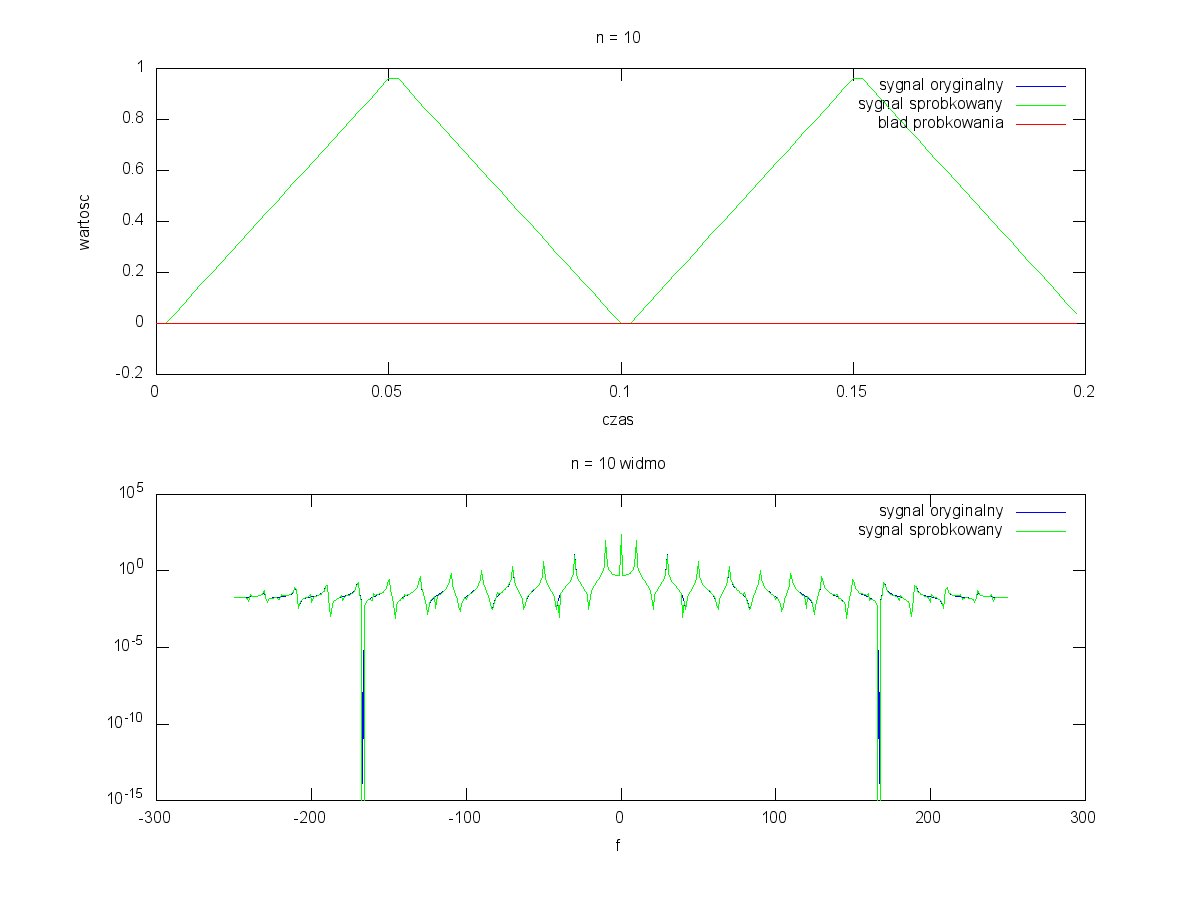 n = 10
1
sygnal oryginalny
sygnal sprobkowany
blad probkowania
0.8
0.6
0.4
0.2
0
-0.2
wartosc
0
0.05
0.1
0.15
0.2
czas
n = 10 widmo
10^5
sygnal oryginalny
sygnal sprobkowany
10^0
10^-5
10^-10
10^-15
-300
-200
-100
0
100
200
300
f